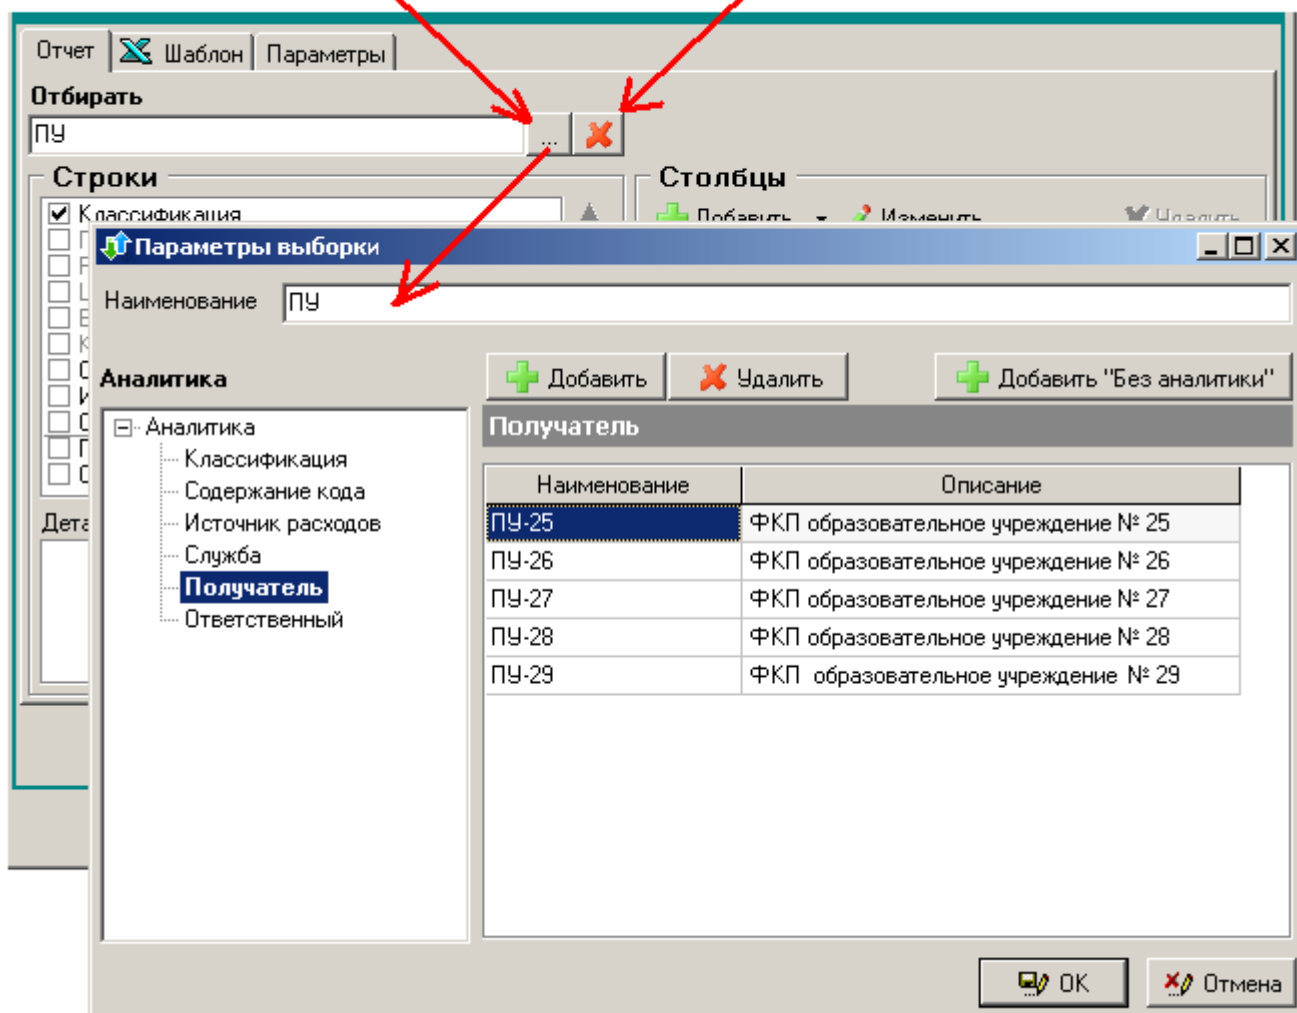 Отчет Шаблон Параметры
Отбирать
ПУ ...
Строки Столбцы
Классификация Добавить Изменить Удалить
Параметры выборки
Наименование ПУ
Аналитика Добавить Удалить Добавить "Без аналитики"
Аналитика Получатель
Классификация
Содержание кода Наименование Описание
Источник расходов ПУ-25 ФКП образовательное учреждение № 25
Служба ПУ-26 ФКП образовательное учреждение № 26
Получатель ПУ-27 ФКП образовательное учреждение № 27
Ответственный ПУ-28 ФКП образовательное учреждение № 28
ПУ-29 ФКП образовательное учреждение № 29
OK Отмена